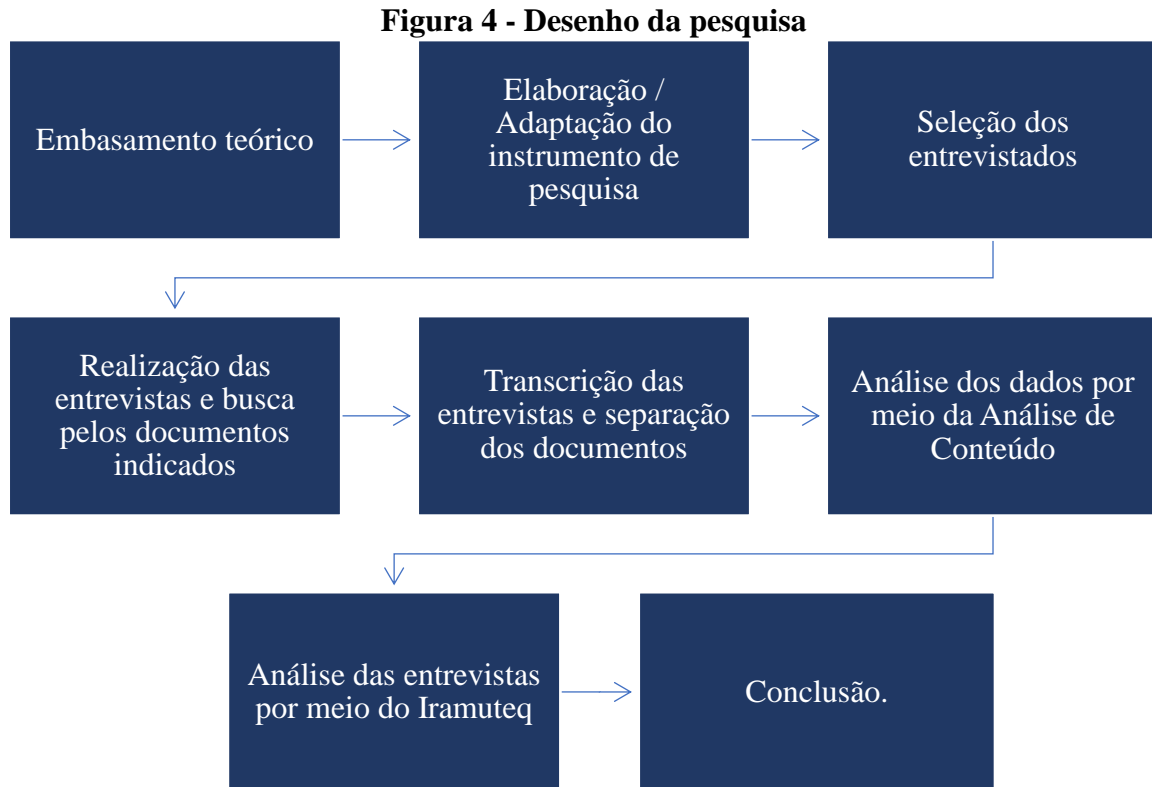 Figura 4 - Desenho da pesquisa
Embasamento teórico
Elaboração /
Adaptação do
instrumento de
pesquisa
Seleção dos
entrevistados
Realização das
entrevistas e busca
pelos documentos
indicados
Transcrição das
entrevistas e separação
dos documentos
Análise dos dados por
meio da Análise de
Conteúdo
Análise das entrevistas
por meio do Iramuteq
Conclusão.